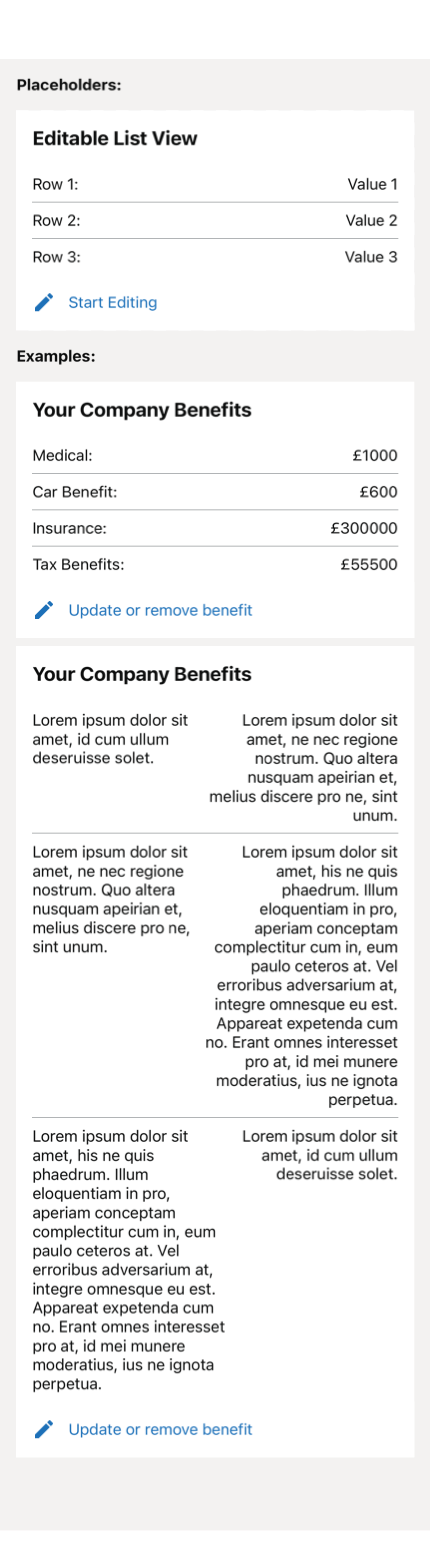 Placeholders:
Editable List View
Row 1: Value 1
Row 2: Value 2
Row 3: Value 3
Start Editing
Examples:
Your Company Benefits
Medical: £1000
Car Benefit: £600
Insurance: £300000
Tax Benefits: £55500
Update or remove benefit
Your Company Benefits
Lorem ipsum dolor sit
amet, id cum ullum
deseruisse solet.
Lorem ipsum dolor sit
amet, ne nec regione
nostrum. Quo altera
nusquam apeirian et,
melius discere pro ne, sint
unum.
Lorem ipsum dolor sit
amet, ne nec regione
nostrum. Quo altera
nusquam apeirian et,
melius discere pro ne,
sint unum.
Lorem ipsum dolor sit
amet, his ne quis
phaedrum. Illum
eloquentiam in pro,
aperiam conceptam
complectitur cum in, eum
paulo ceteros at. Vel
erroribus adversarium at,
integre omnesque eu est.
Appareat expetenda cum
no. Erant omnes interesset
pro at, id mei munere
moderatius, ius ne ignota
perpetua.
Lorem ipsum dolor sit
amet, his ne quis
phaedrum. Illum
eloquentiam in pro,
aperiam conceptam
complectitur cum in, eum
paulo ceteros at. Vel
erroribus adversarium at,
integre omnesque eu est.
Appareat expetenda cum
no. Erant omnes interesset
pro at, id mei munere
moderatius, ius ne ignota
perpetua.
Lorem ipsum dolor sit
amet, id cum ullum
deseruisse solet.
Update or remove benefit